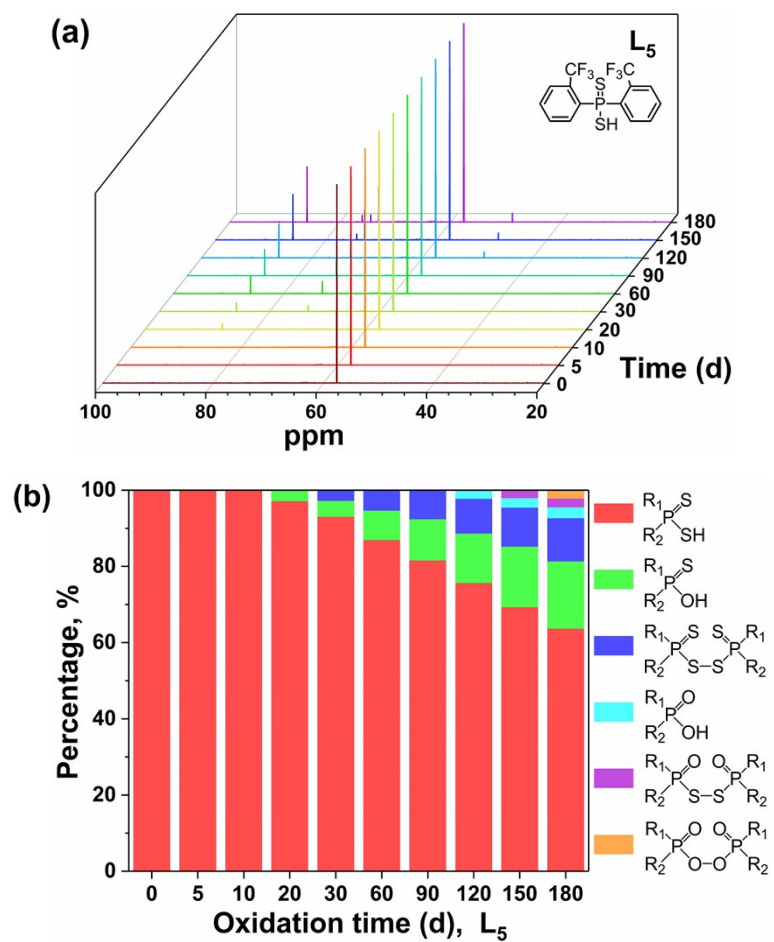 (a)
L5
CF3 F3C
S
P
SH
180
150
120
90
60
30
20
10
5
0
Time (d)
100 80 60 40 20
ppm
(b)
100
80
60
40
20
0
Percentage, %
0 5 10 20 30 60 90 120 150 180
Oxidation time (d), L5
R1 S
P
R2 SH
R1 S
P
R2 OH
R1 S S R1
P P
R2 S S R2
R1 O
P
R2 OH
R1 O O R1
P P
R2 S S R2
R1 O O R1
P P
R2 O O R2